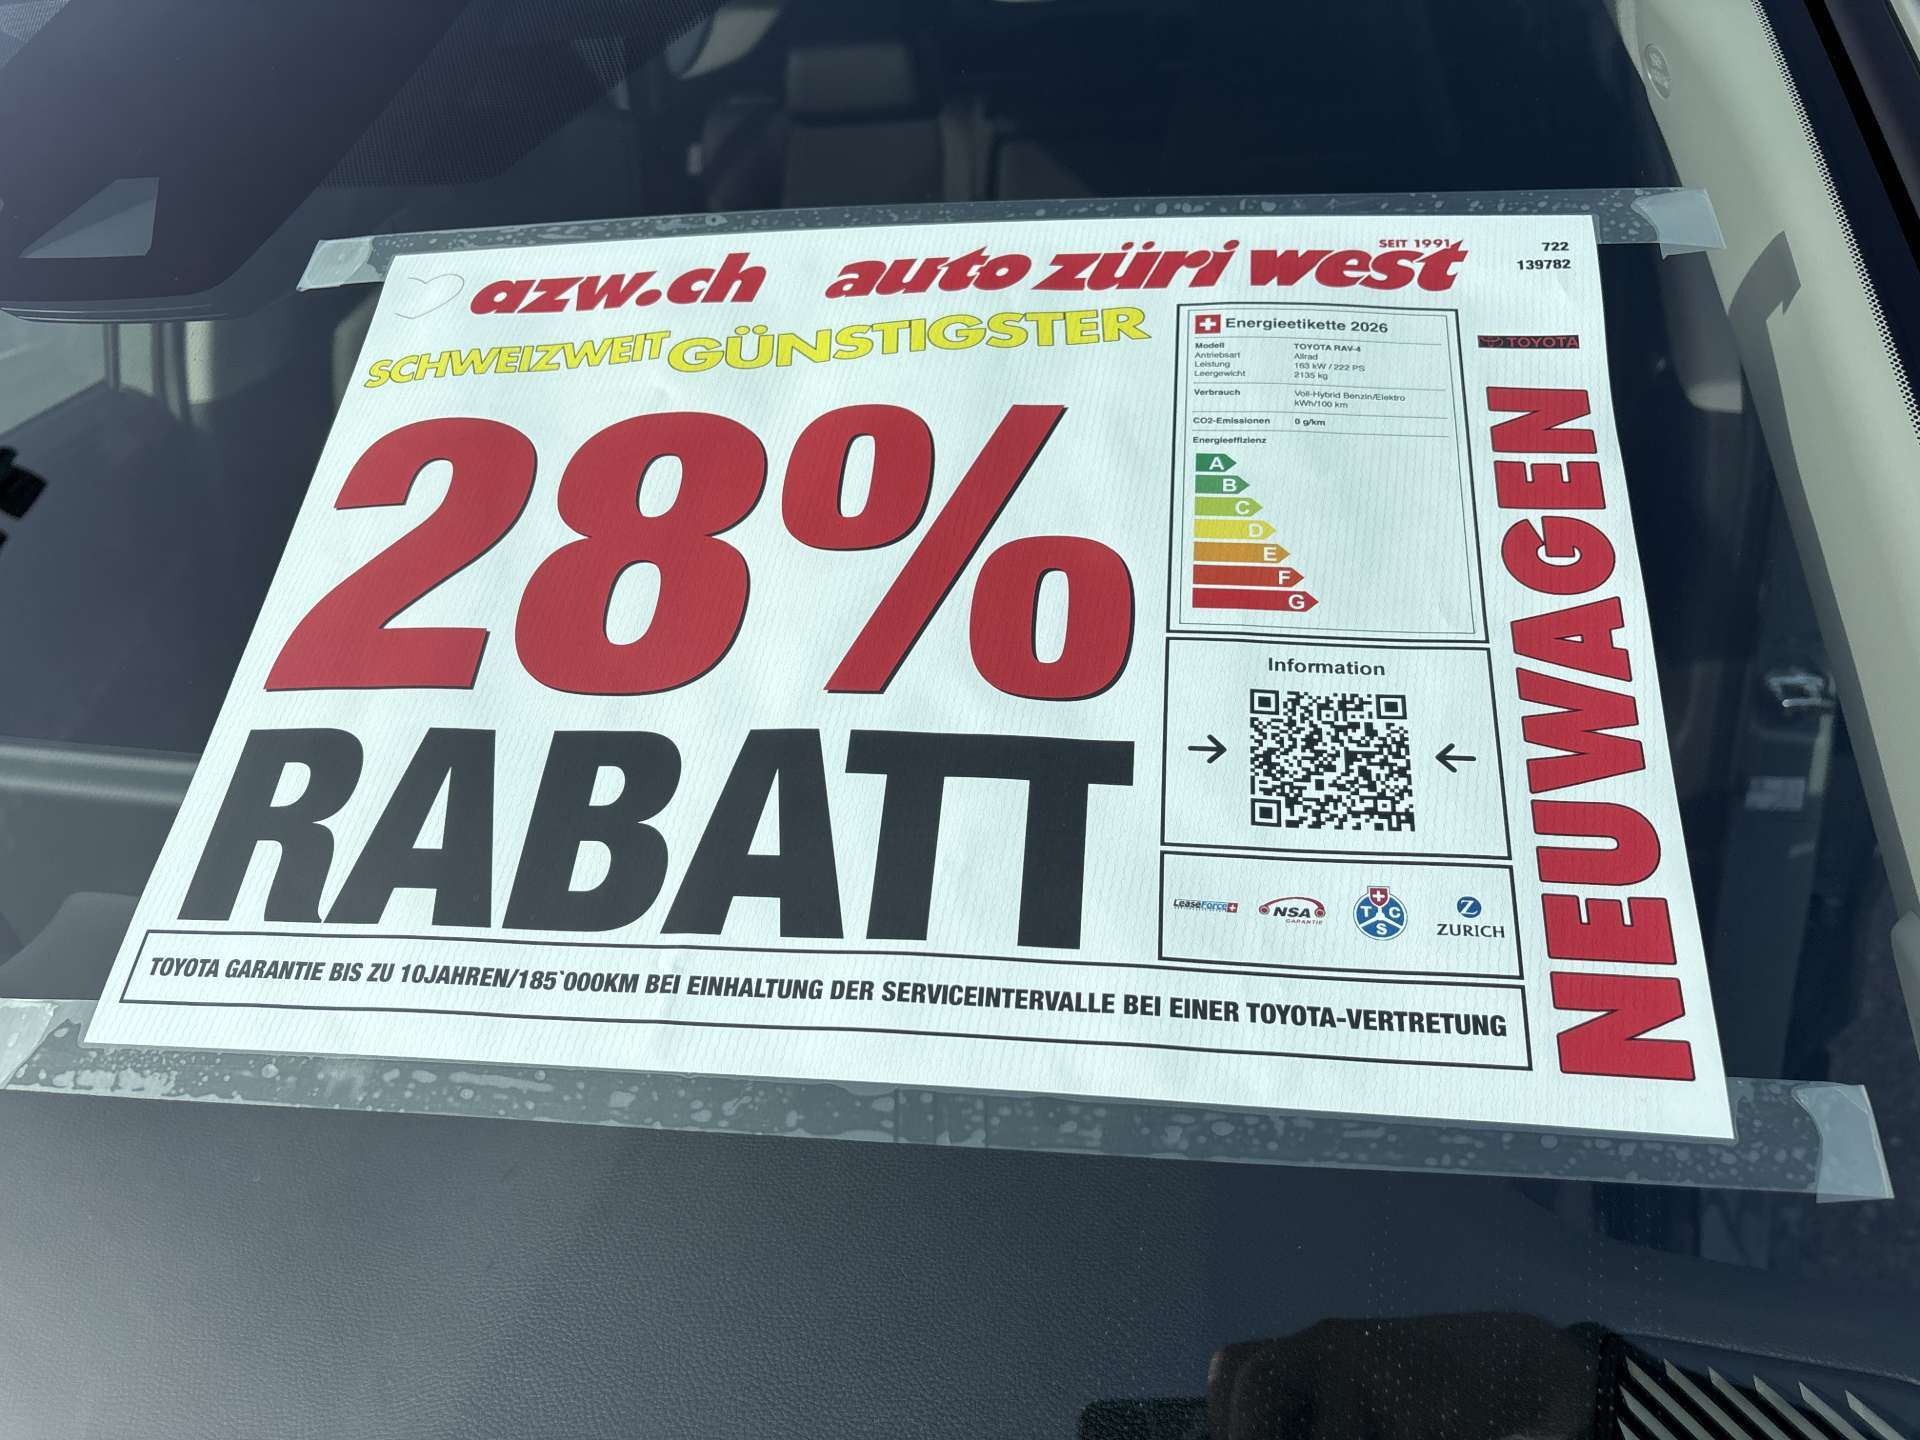 azw.ch auto züri west
SEIT 1991
722
139782
SCHWEIZWEIT GÜNSTIGSTER
28%
RABATT
Energieetikette 2026
Modell TOYOTA RAV-4
Antriebsart Allrad
Leistung 163 kW / 222 PS
Leergewicht 2135 kg
Verbrauch Voll-Hybrid Benzin/Elektro
kWh/100 km
CO2-Emissionen 0 g/km
Energieeffizienz
A
B
C
D
E
F
G
Information
LeaseForce
NSA
GARANTIE
TCS
Z
ZURICH
TOYOTA
NEUWAGEN
TOYOTA GARANTIE BIS ZU 10JAHREN/185`000KM BEI EINHALTUNG DER SERVICEINTERVALLE BEI EINER TOYOTA-VERTRETUNG